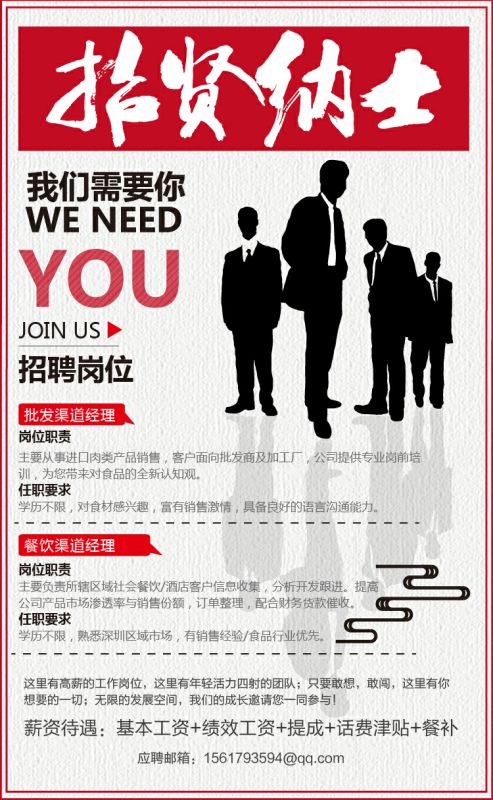 招贤纳士
我们需要你
WE NEED
YOU
JOIN US
招聘岗位
批发渠道经理
岗位职责
主要从事进口肉类产品销售，客户面向批发商及加工厂，公司提供专业岗前培
训，为您带来对食品的全新认知观。
任职要求
学历不限，对食材感兴趣，富有销售激情，具备良好的语言沟通能力。
餐饮渠道经理
岗位职责
主要负责所辖区域社会餐饮/酒店客户信息收集，分析开发跟进。提高
公司产品市场渗透率与销售份额，订单整理，配合财务货款催收。
任职要求
学历不限，熟悉深圳区域市场，有销售经验/食品行业优先。
这里有高薪的工作岗位，这里有年轻活力四射的团队；只要敢想，敢闯，这里有你
想要的一切；无限的发展空间，我们的成长邀请您一同参与！
薪资待遇：基本工资+绩效工资+提成+话费津贴+餐补
应聘邮箱：1561793594@qq.com